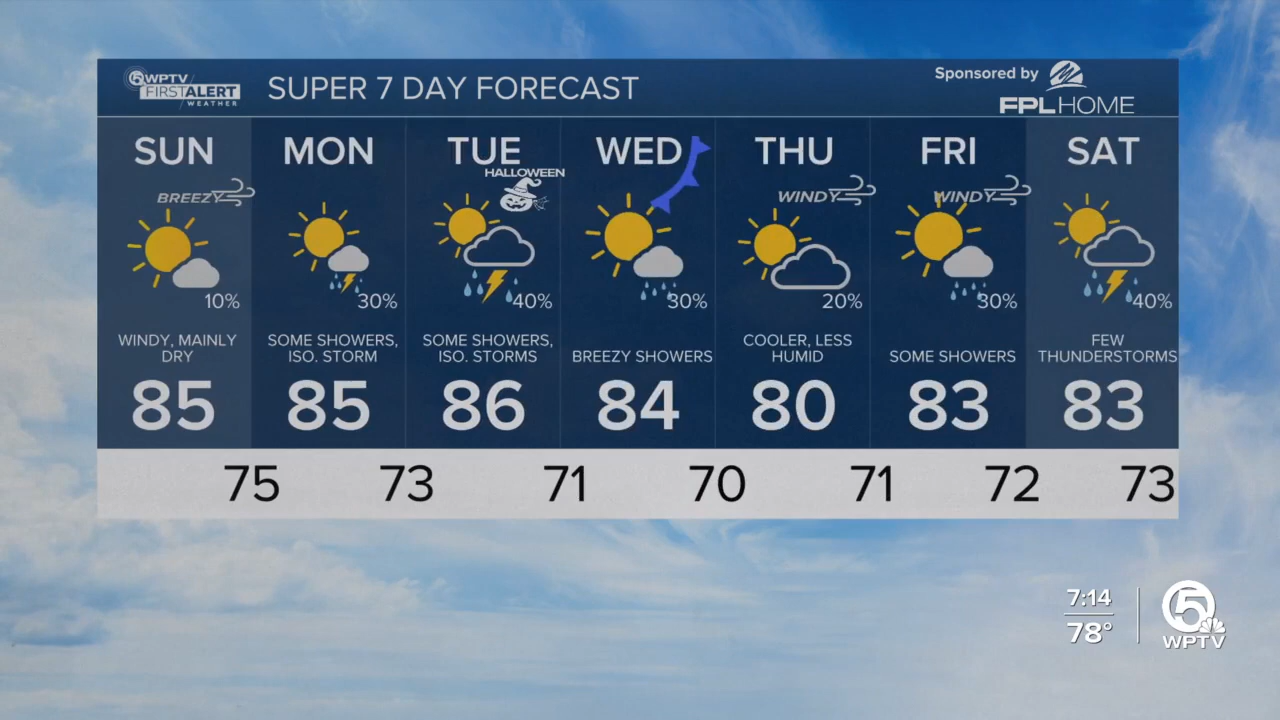 5 WPTV
FIRST ALERT
WEATHER
SUPER 7 DAY FORECAST
Sponsored by
FPL HOME
SUN
BREEZY
10%
WINDY, MAINLY
DRY
85
MON
30%
SOME SHOWERS,
ISO. STORM
85
TUE
HALLOWEEN
40%
SOME SHOWERS,
ISO. STORMS
86
WED
30%
BREEZY SHOWERS
84
THU
WINDY
20%
COOLER, LESS
HUMID
80
FRI
WINDY
30%
SOME SHOWERS
83
SAT
40%
FEW
THUNDERSTORMS
83
75 73 71 70 71 72 73
7:14
78°
5
WPTV